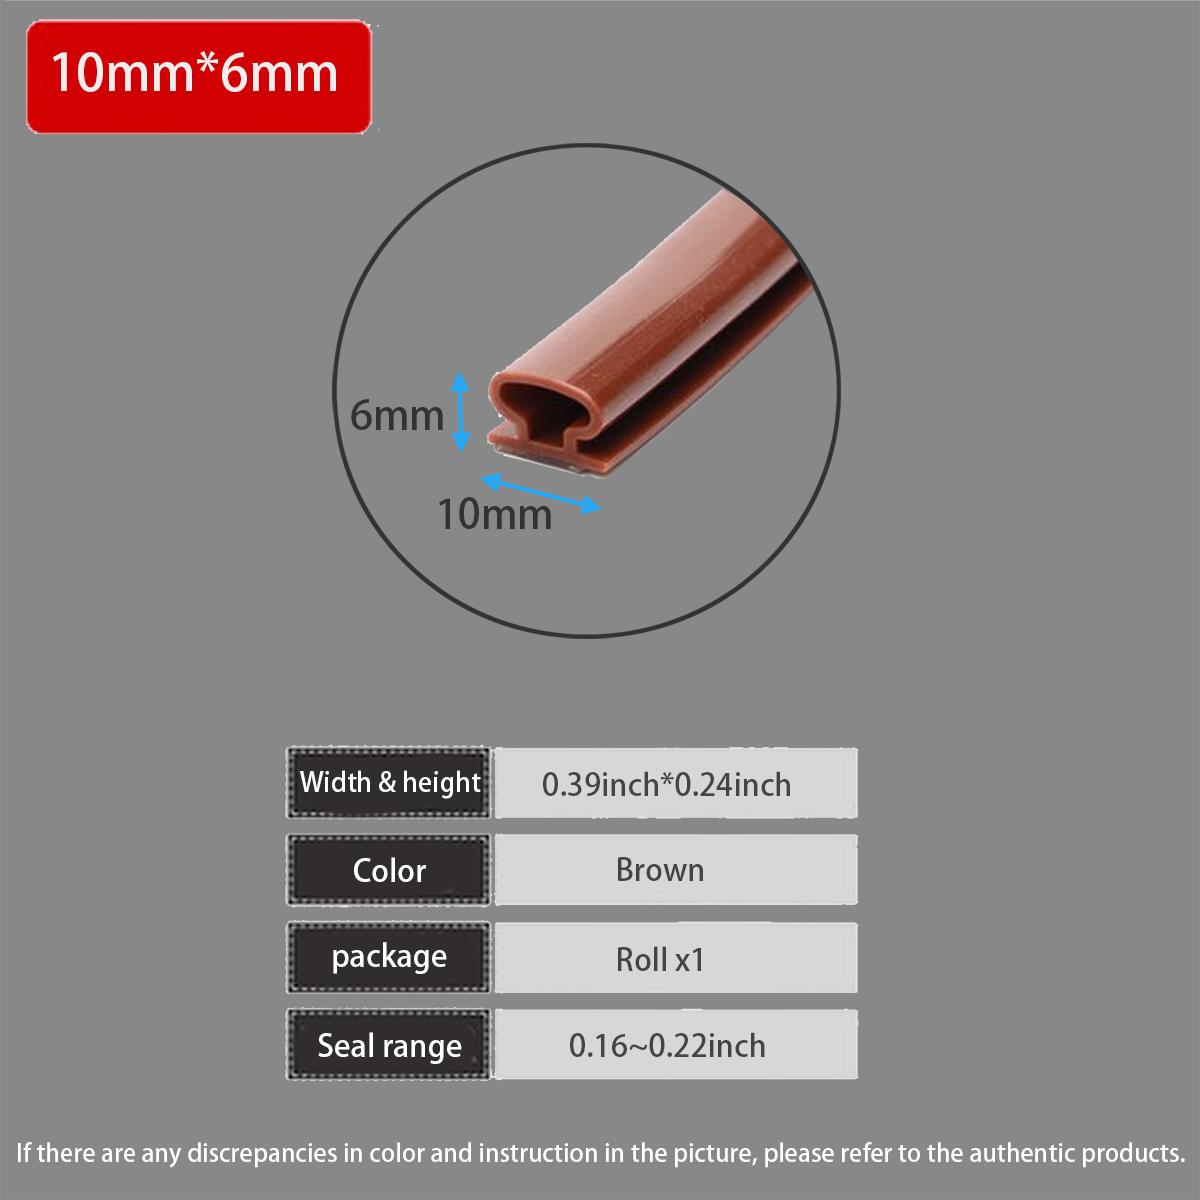 10mm*6mm
6mm
10mm
Width & height
0.39inch*0.24inch
Color
Brown
package
Roll x1
Seal range
0.16~0.22inch
If there are any discrepancies in color and instruction in the picture, please refer to the authentic products.